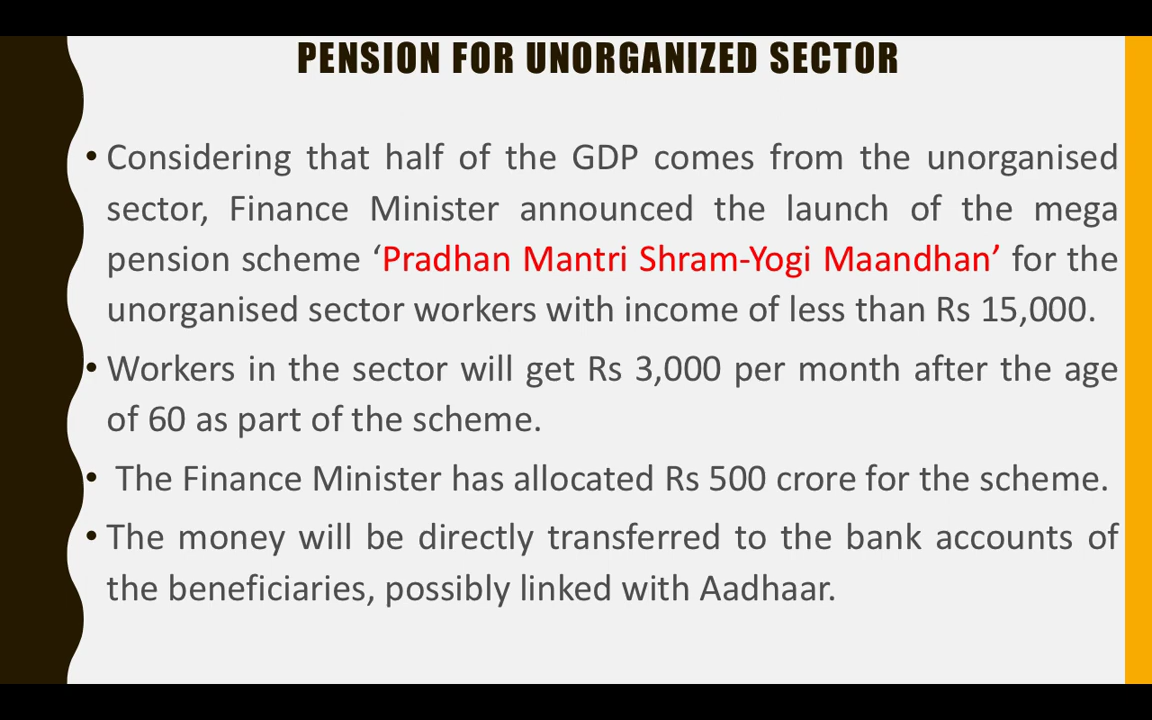 PENSION FOR UNORGANIZED SECTOR
• Considering that half of the GDP comes from the unorganised
sector, Finance Minister announced the launch of the mega
pension scheme ‘Pradhan Mantri Shram-Yogi Maandhan’ for the
unorganised sector workers with income of less than Rs 15,000.
• Workers in the sector will get Rs 3,000 per month after the age
of 60 as part of the scheme.
• The Finance Minister has allocated Rs 500 crore for the scheme.
• The money will be directly transferred to the bank accounts of
the beneficiaries, possibly linked with Aadhaar.